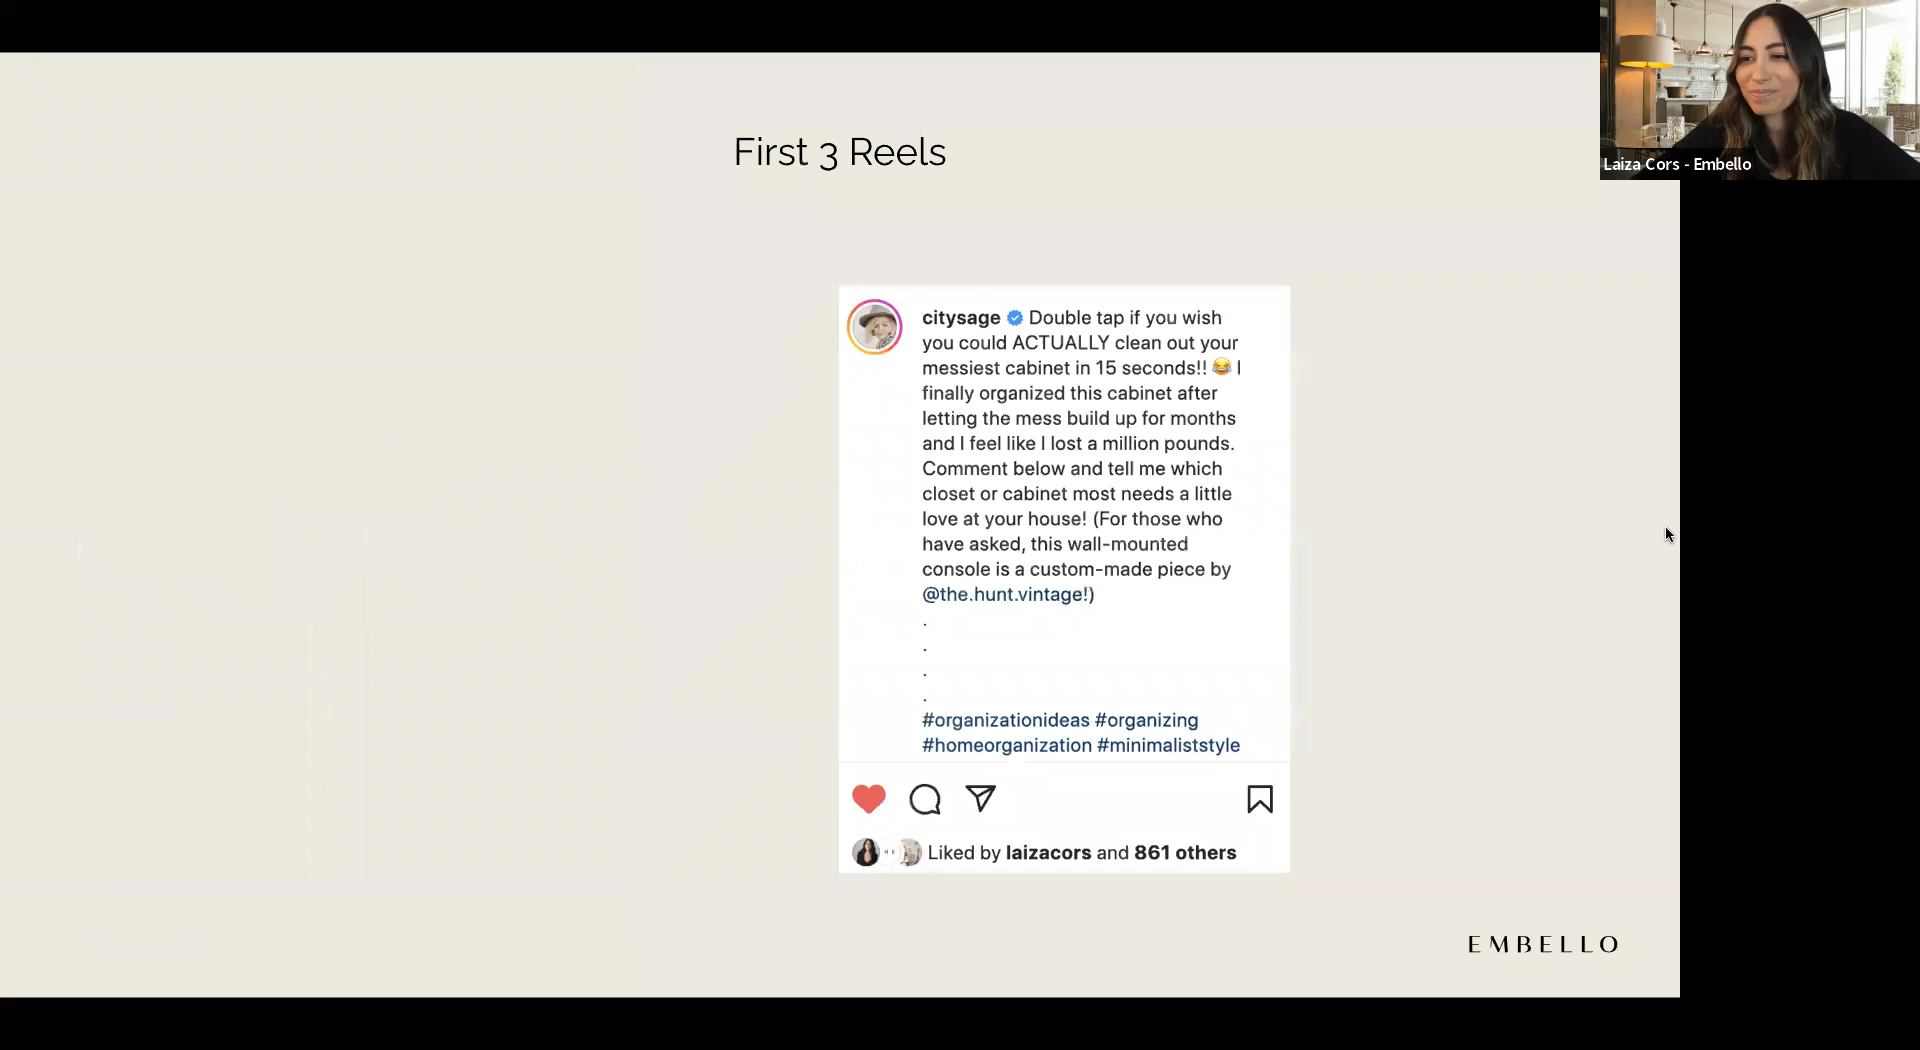 Laiza Cors - Embello
First 3 Reels
citysage Double tap if you wish
you could ACTUALLY clean out your
messiest cabinet in 15 seconds!! 😂 I
finally organized this cabinet after
letting the mess build up for months
and I feel like I lost a million pounds.
Comment below and tell me which
closet or cabinet most needs a little
love at your house! (For those who
have asked, this wall-mounted
console is a custom-made piece by
@the.hunt.vintage!)
.
.
.
.
#organizationideas #organizing
#homeorganization #minimaliststyle
Liked by laizacors and 861 others
EMBELLO